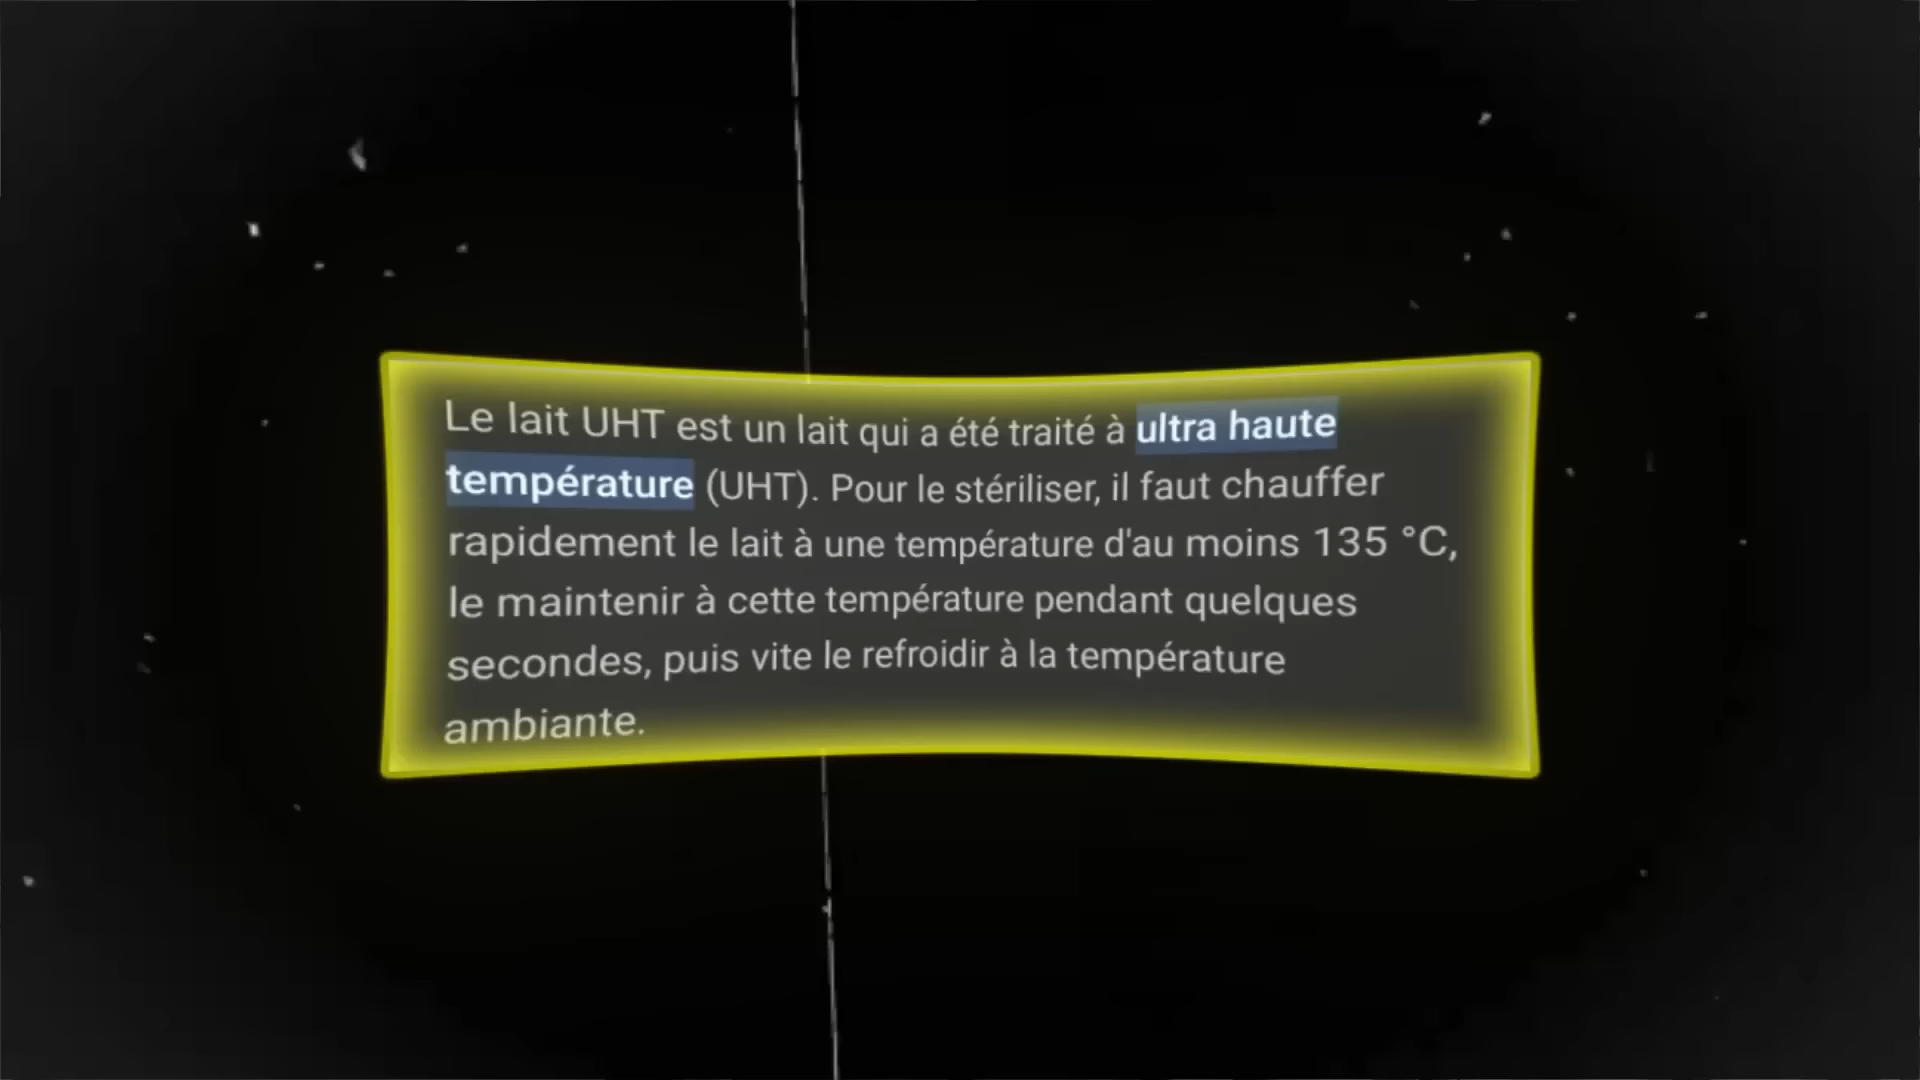 Le lait UHT est un lait qui a été traité à ultra haute
température (UHT). Pour le stériliser, il faut chauffer
rapidement le lait à une température d'au moins 135 °C,
le maintenir à cette température pendant quelques
secondes, puis vite le refroidir à la température
ambiante.